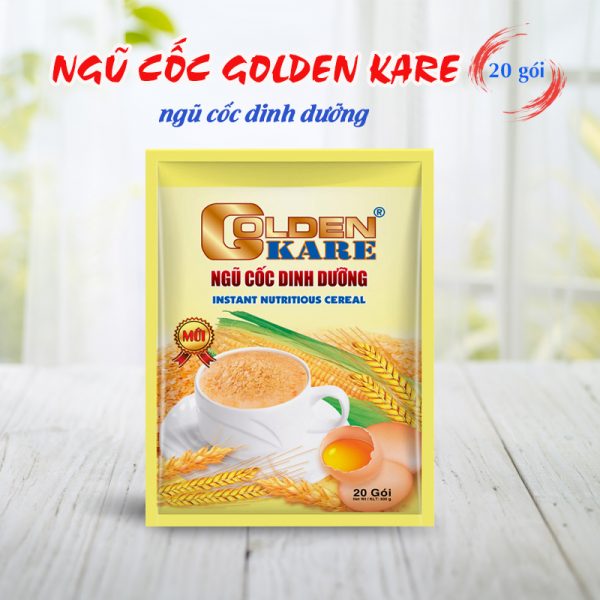 NGŨ CỐC GOLDEN KARE
20 gói
ngũ cốc dinh dưỡng
GOLDEN®
KARE
NGŨ CỐC DINH DƯỠNG
INSTANT NUTRITIOUS CEREAL
MỚI
20 Gói